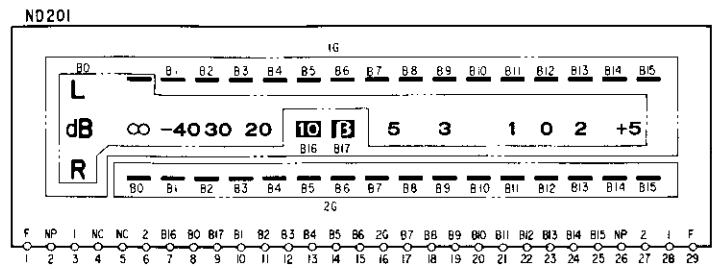 ND201
1G
B0 B1 B2 B3 B4 B5 B6 B7 B8 B9 B10 B11 B12 B13 B14 B15
L
dB ∞ -40 30 20 10 B 5 3 1 0 2 +5
B16 B17
R
B0 B1 B2 B3 B4 B5 B6 B7 B8 B9 B10 B11 B12 B13 B14 B15
2G
F NP 1 NC NC 2 B16 B0 B17 B1 B2 B3 B4 B5 B6 2G B7 B8 B9 B10 B11 B12 B13 B14 B15 NP 2 1 F
1 2 3 4 5 6 7 8 9 10 11 12 13 14 15 16 17 18 19 20 21 22 23 24 25 26 27 28 29